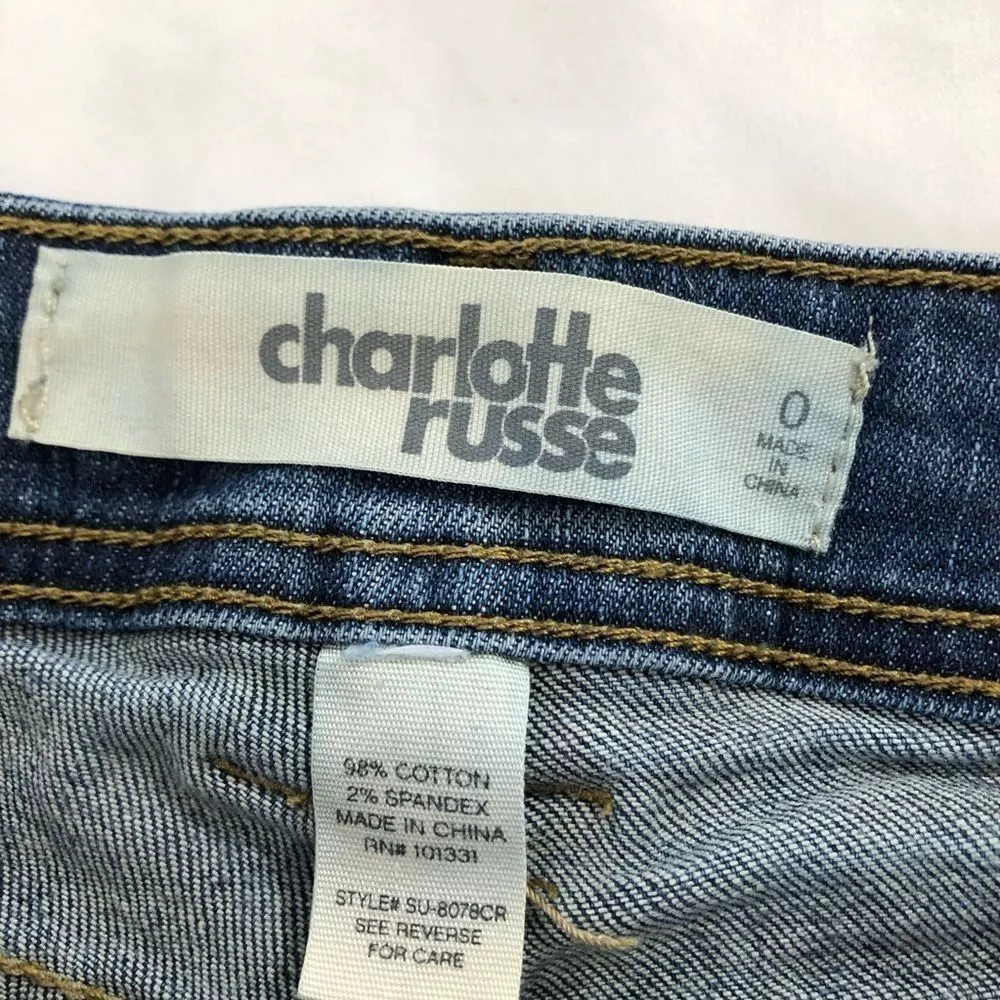 charlotte
russe
0
MADE
IN
CHINA
98% COTTON
2% SPANDEX
MADE IN CHINA
RN# 101331
STYLE# SU-8078CR
SEE REVERSE
FOR CARE